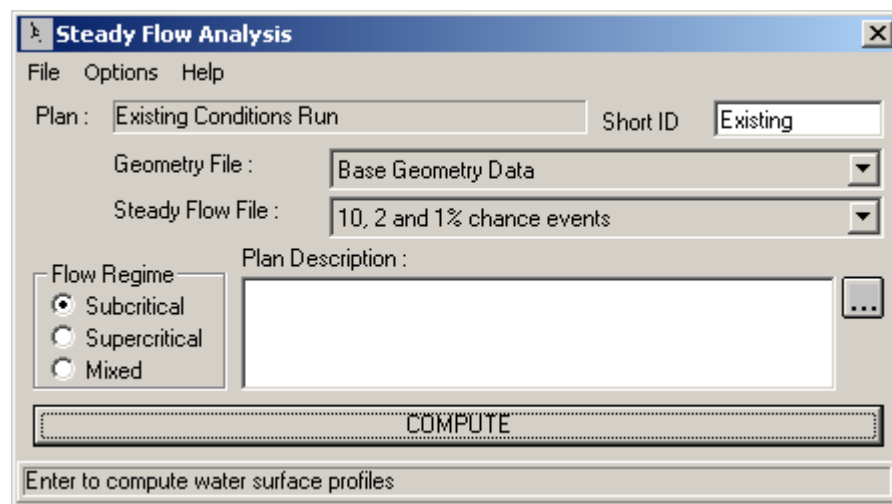 Steady Flow Analysis
File Options Help
Plan : Existing Conditions Run Short ID Existing
Geometry File : Base Geometry Data
Steady Flow File : 10, 2 and 1% chance events
Plan Description :
Flow Regime
Subcritical
Supercritical
Mixed
...
COMPUTE
Enter to compute water surface profiles